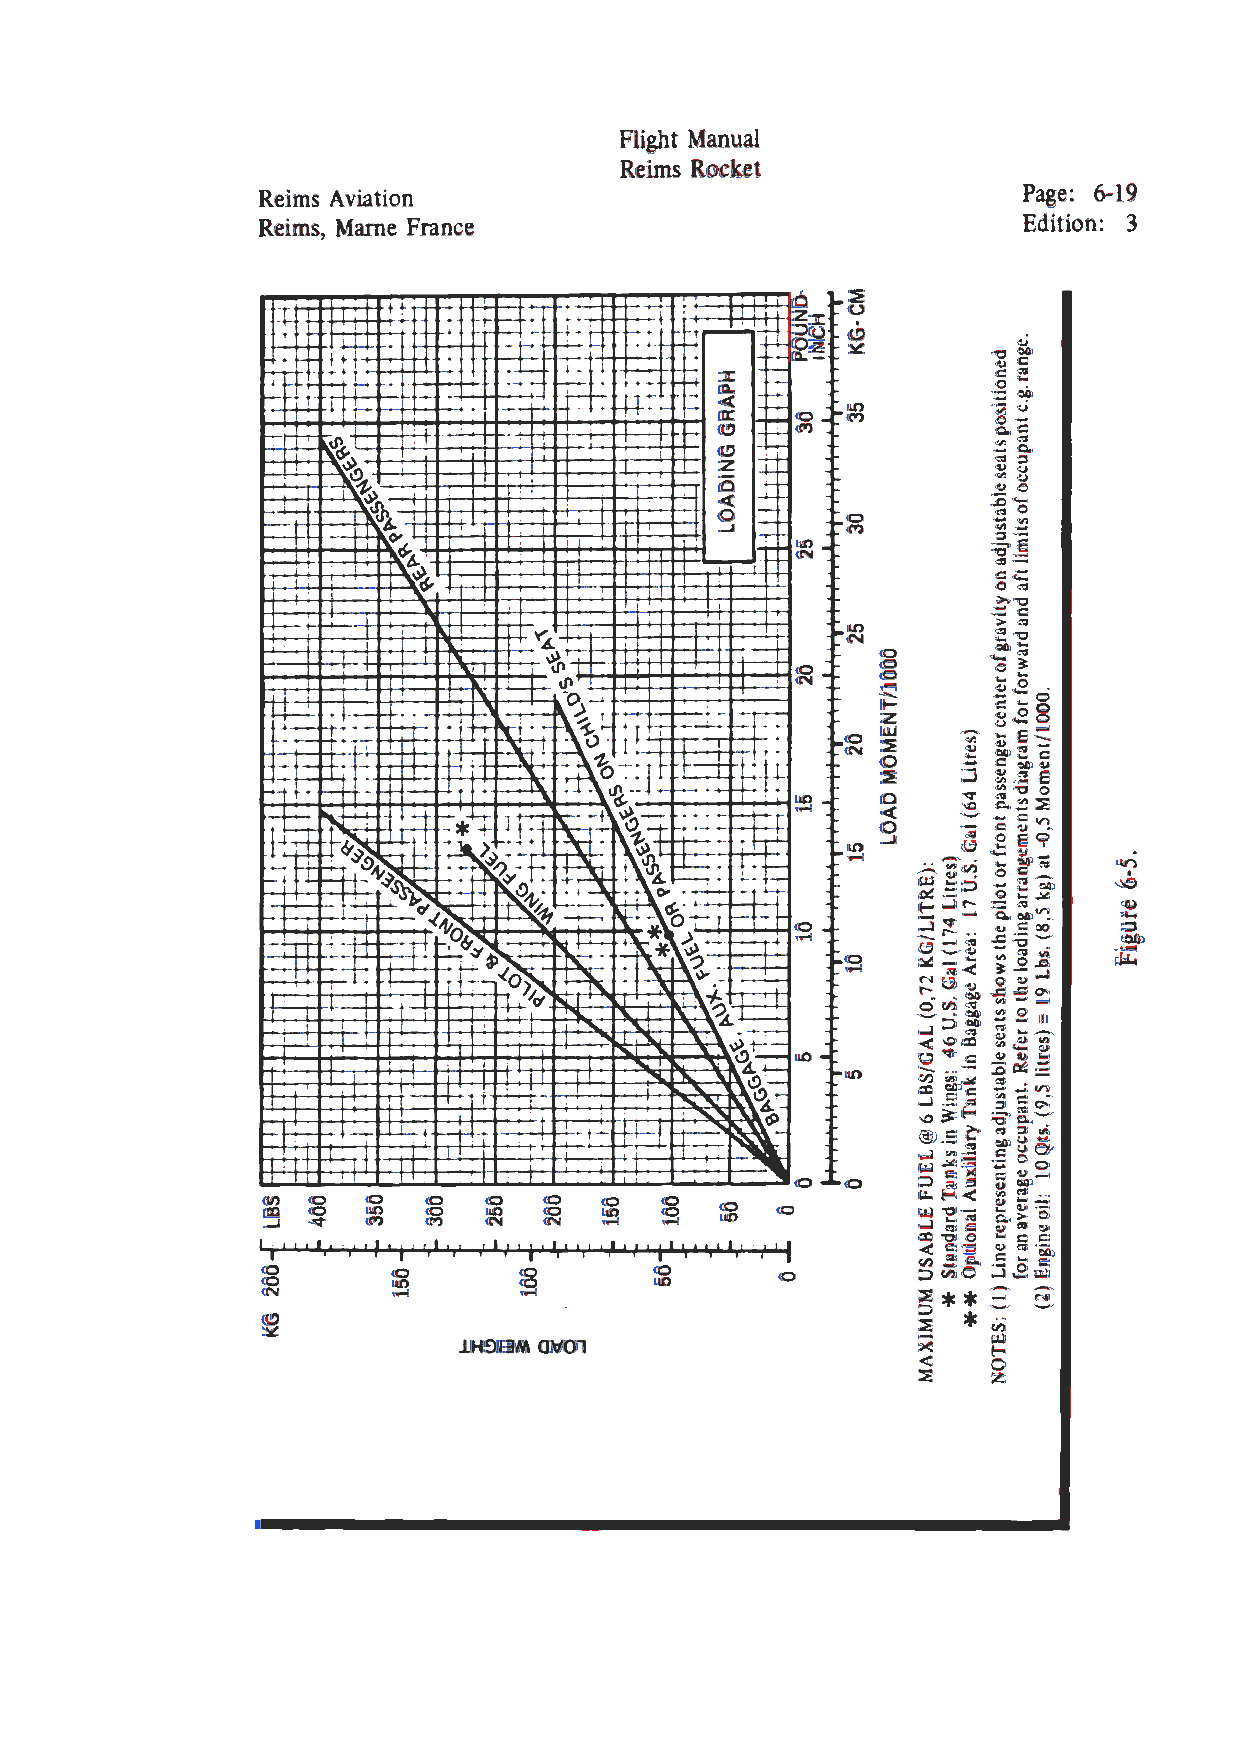 Flight Manual
Reims Rocket
Reims Aviation
Reims, Marne France
Page: 6-19
Edition: 3
KG 200 150 100 50 0
LOAD WEIGHT
LBS 400 350 300 250 200 150 100 50 0
PILOT & FRONT PASSENGER
WING FUEL
*
REAR PASSENGERS
BAGGAGE, AUX. FUEL OR PASSENGERS ON CHILD'S SEAT
**
LOADING GRAPH
0 5 10 15 20 25 30 POUND-INCH
0 5 10 15 20 25 30 35 KG-CM
LOAD MOMENT/1000
MAXIMUM USABLE FUEL @ 6 LBS/GAL (0,72 KG/LITRE):
* Standard Tanks in Wings: 46 U.S. Gal (174 Litres)
** Optional Auxiliary Tank in Baggage Area: 17 U.S. Gal (64 Litres)
NOTES: (1) Line representing adjustable seats shows the pilot or front passenger center of gravity on adjustable seats positioned
for an average occupant. Refer to the loading arrangements diagram for forward and aft limits of occupant c.g. range.
(2) Engine oil: 10 Qts. (9,5 litres) = 19 Lbs. (8,5 kg) at -0,5 Moment/1000.
Figure 6-5.